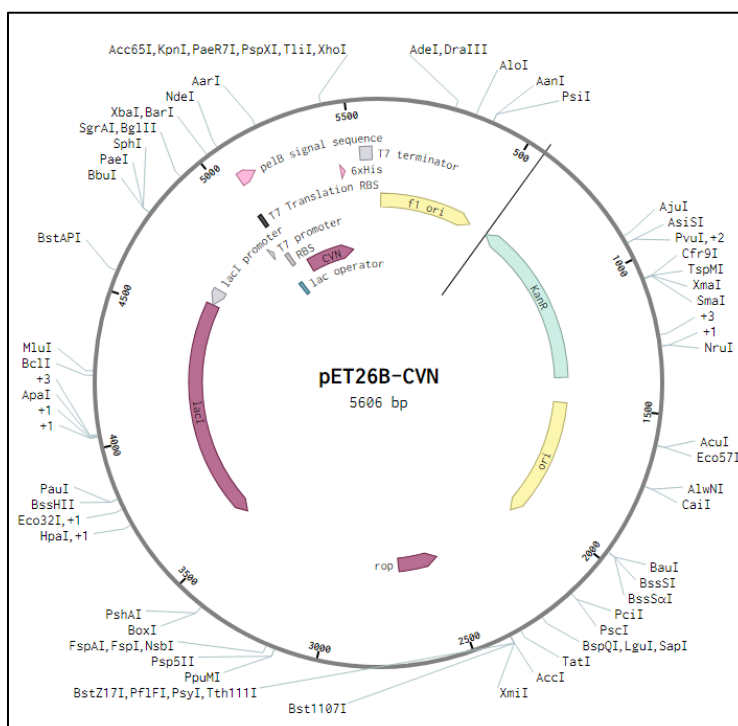 Acc65I,KpnI,PaeR7I,PspXI,TliI,XhoI
AarI
NdeI
XbaI,BarI
SgrAI,BglII
SphI
PaeI
BbuI
BstAPI
MluI
BclI
+3
ApaI
+1
+1
PauI
BssHII
Eco32I,+1
HpaI,+1
PshAI
BoxI
FspAI,FspI,NsbI
Psp5II
PpuMI
BstZ17I,PflFI,PsyI,Tth111I
Bst1107I
AdeI,DraIII
AloI
AanI
PsiI
AjuI
AsiSI
PvuI,+2
Cfr9I
TspMI
XmaI
SmaI
+3
+1
NruI
AcuI
Eco57I
AlwNI
CaiI
BauI
BssSI
BssSαI
PciI
PscI
BspQI,LguI,SapI
TatI
AccI
XmiI
500
1000
1500
2000
2500
3000
3500
4000
4500
5000
5500
pelB signal sequence
T7 terminator
6xHis
T7 Translation RBS
f1 ori
lacI promoter
T7 promoter
RBS
CVN
lac operator
KanR
lacI
ori
rop
pET26B-CVN
5606 bp